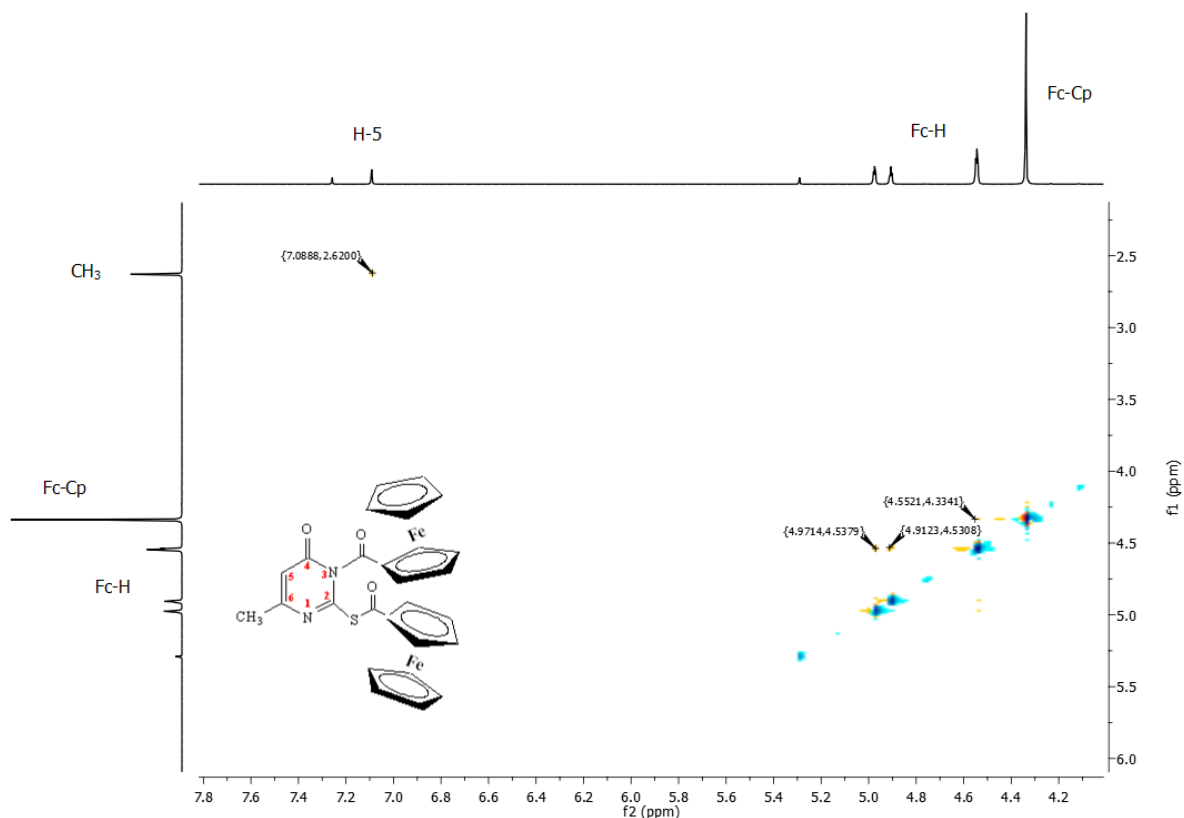 Fc-Cp
H-5
Fc-H
{7.0888,2.6200}
CH₃
2.5
3.0
3.5
4.0
Fc-Cp
{4.5521,4.3341}
{4.9714,4.5379} {4.9123,4.5308}
4.5
Fc-H
5.0
5.5
6.0
f1 (ppm)
O
O
Fe
4
5
N
3
O
6
1
2
CH₃
N
S
Fe
7.8 7.4 7.2 7.0 6.8 6.6 6.4 6.2 6.0 5.8 5.6 5.4 5.2 5.0 4.8 4.6 4.4 4.2
f2 (ppm)